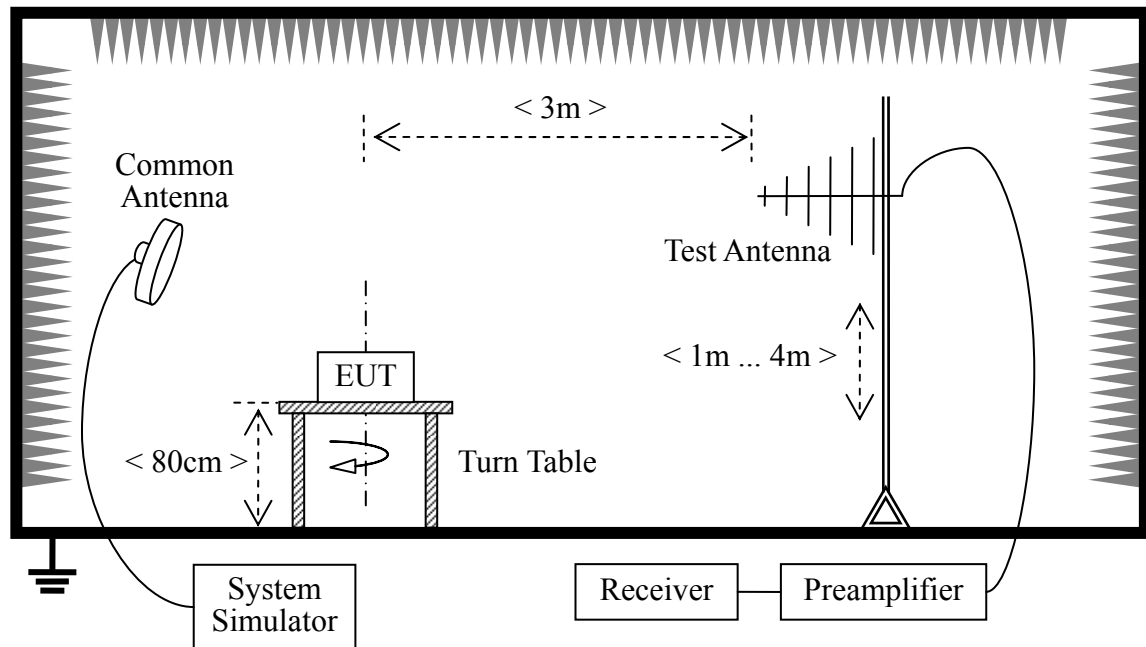 < 3m >
Common
Antenna
Test Antenna
< 1m ... 4m >
EUT
< 80cm >
Turn Table
System
Simulator
Receiver
Preamplifier